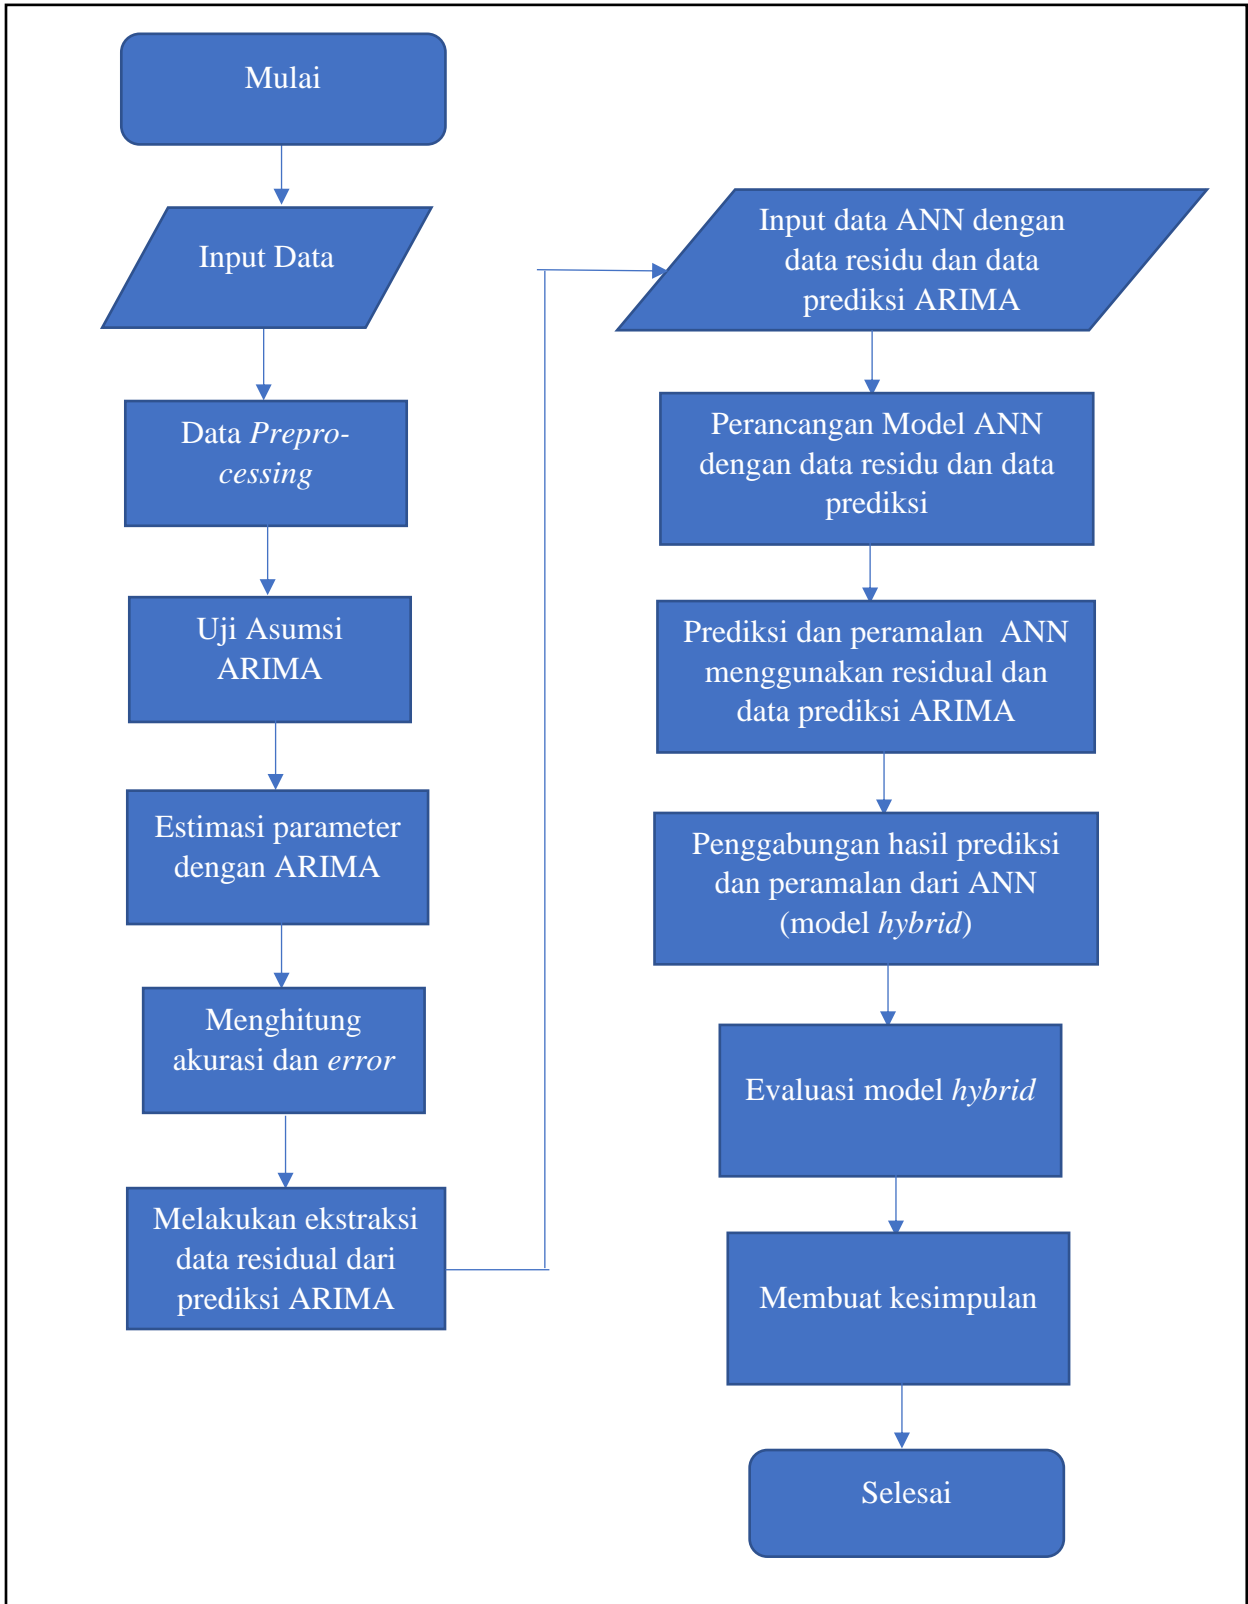 Mulai
Input Data
Data Prepro-
cessing
Uji Asumsi
ARIMA
Estimasi parameter
dengan ARIMA
Menghitung
akurasi dan error
Melakukan ekstraksi
data residual dari
prediksi ARIMA
Input data ANN dengan
data residu dan data
prediksi ARIMA
Perancangan Model ANN
dengan data residu dan data
prediksi
Prediksi dan peramalan ANN
menggunakan residual dan
data prediksi ARIMA
Penggabungan hasil prediksi
dan peramalan dari ANN
(model hybrid)
Evaluasi model hybrid
Membuat kesimpulan
Selesai